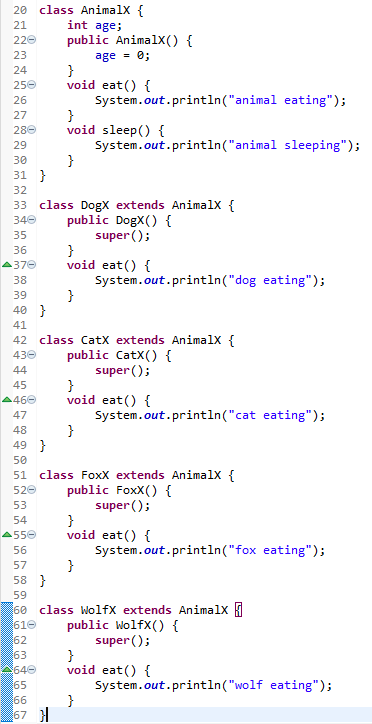 20 class AnimalX {
21     int age;
22     public AnimalX() {
23         age = 0;
24     }
25     void eat() {
26         System.out.println("animal eating");
27     }
28     void sleep() {
29         System.out.println("animal sleeping");
30     }
31 }
32
33 class DogX extends AnimalX {
34     public DogX() {
35         super();
36     }
37     void eat() {
38         System.out.println("dog eating");
39     }
40 }
41
42 class CatX extends AnimalX {
43     public CatX() {
44         super();
45     }
46     void eat() {
47         System.out.println("cat eating");
48     }
49 }
50
51 class FoxX extends AnimalX {
52     public FoxX() {
53         super();
54     }
55     void eat() {
56         System.out.println("fox eating");
57     }
58 }
59
60 class WolfX extends AnimalX {
61     public WolfX() {
62         super();
63     }
64     void eat() {
65         System.out.println("wolf eating");
66     }
67 }